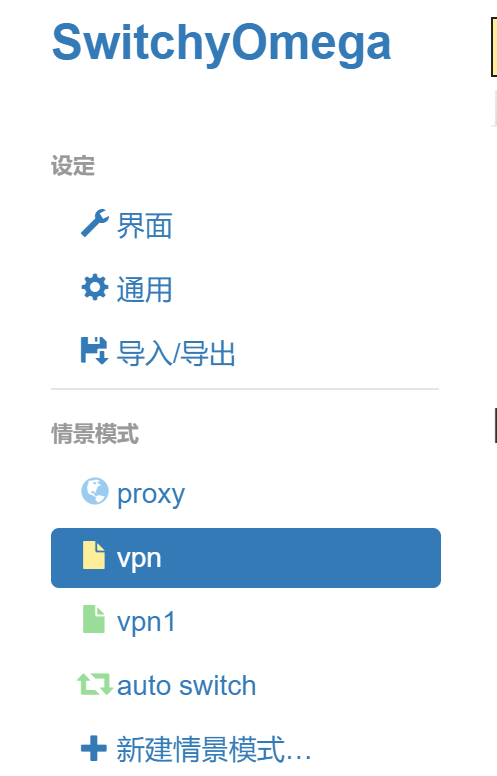 SwitchyOmega
设定
界面
通用
导入/导出
情景模式
proxy
vpn
vpn1
auto switch
新建情景模式…